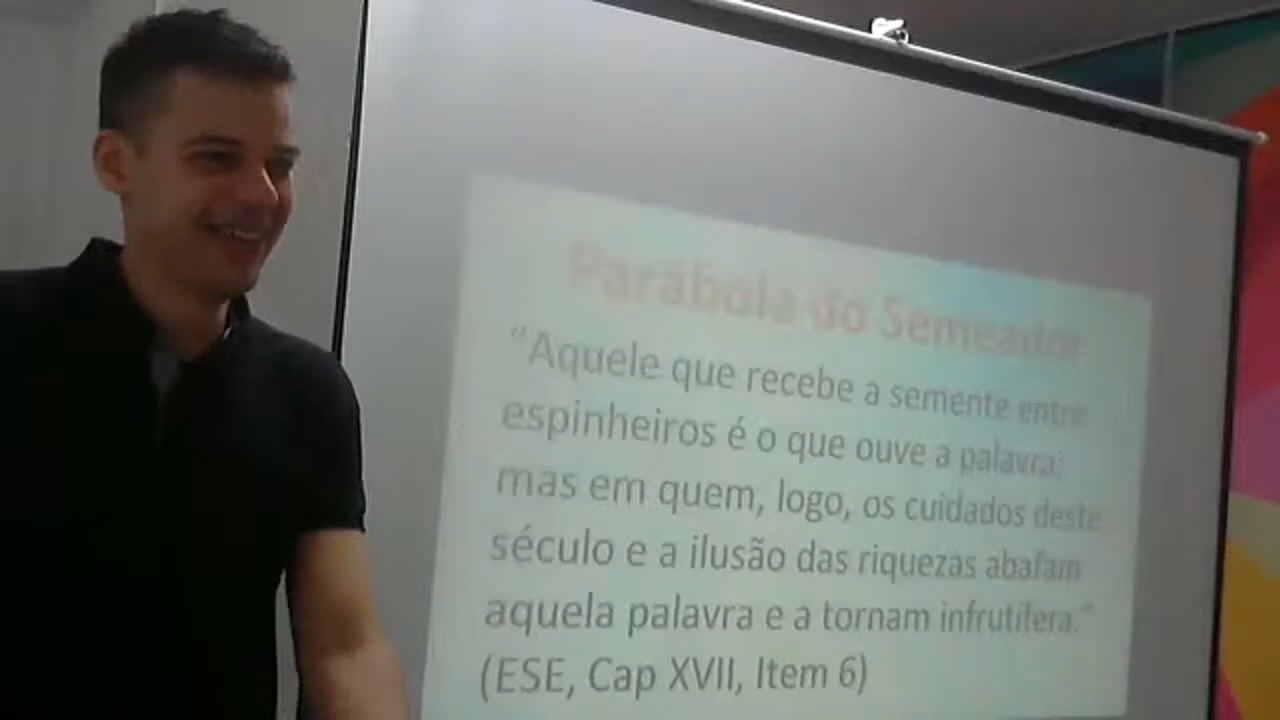 Parábola do Semeador
“Aquele que recebe a semente entre
espinheiros é o que ouve a palavra;
mas em quem, logo, os cuidados deste
século e a ilusão das riquezas abafam
aquela palavra e a tornam infrutífera.”
(ESE, Cap XVII, Item 6)